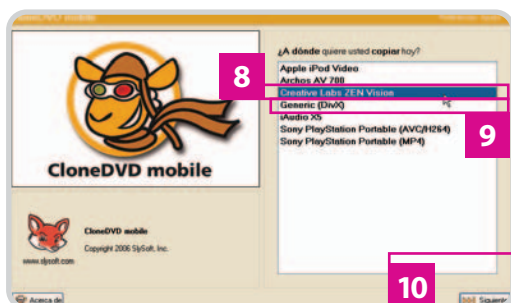 CloneDVD mobile
¿A dónde quiere usted copiar hoy?
Apple iPod Video
Archos AV 700
Creative Labs ZEN Vision
Generic (DivX)
iAudio X5
Sony PlayStation Portable (AVC/H264)
Sony PlayStation Portable (MP4)
8
9
CloneDVD mobile
CloneDVD mobile
Copyright 2006 SlySoft, Inc.
www.slysoft.com
10
Acerca de
Siguiente